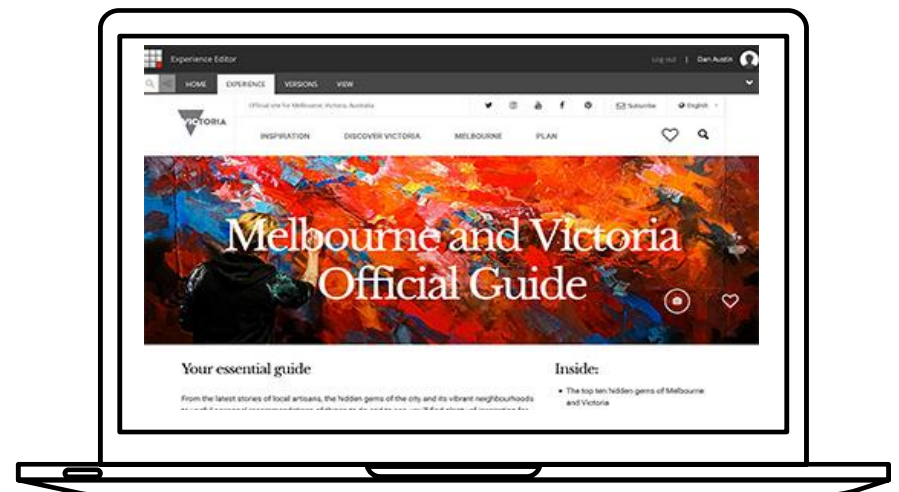 Experience Editor
Log out | Dan Austin
HOME EXPERIENCE VERSIONS VIEW
Official site for Melbourne, Victoria, Australia
Subscribe English
VICTORIA
INSPIRATION DISCOVER VICTORIA MELBOURNE PLAN
Melbourne and Victoria
Official Guide
Your essential guide
Inside:
From the latest stories of local artisans, the hidden gems of the city and its vibrant neighbourhoods
The top ten hidden gems of Melbourne
and Victoria